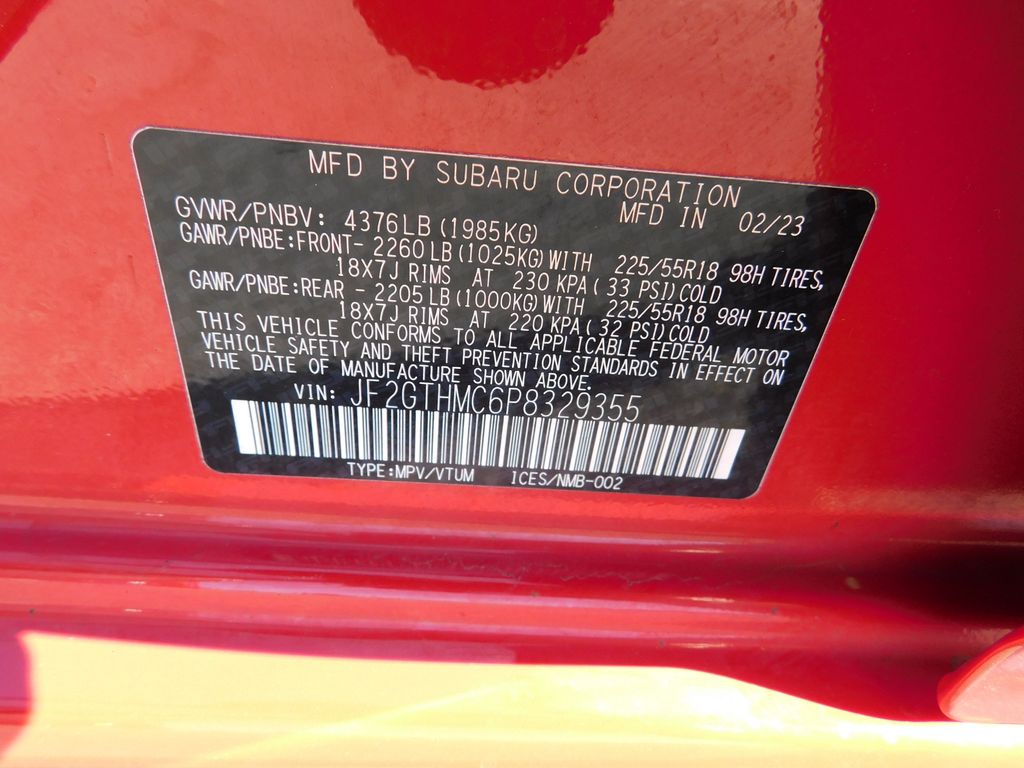 MFD BY SUBARU CORPORATION
MFD IN 02/23
GVWR/PNBV: 4376LB (1985KG)
GAWR/PNBE:FRONT- 2260 LB (1025KG) WITH 225/55R18 98H TIRES,
18X7J RIMS AT 230 KPA ( 33 PSI) COLD
GAWR/PNBE:REAR - 2205 LB (1000KG) WITH 225/55R18 98H TIRES,
18X7J RIMS AT 220 KPA ( 32 PSI) COLD
THIS VEHICLE CONFORMS TO ALL APPLICABLE FEDERAL MOTOR
VEHICLE SAFETY AND THEFT PREVENTION STANDARDS IN EFFECT ON
THE DATE OF MANUFACTURE SHOWN ABOVE.
VIN: JF2GTHMC6P8329355
TYPE:MPV/VTUM ICES/NMB-002